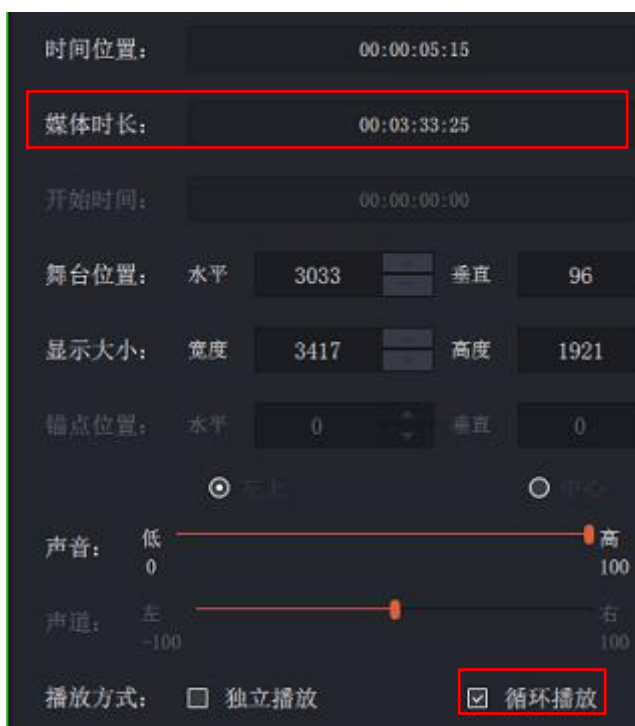 时间位置: 00:00:05:15
媒体时长: 00:03:33:25
开始时间: 00:00:00:00
舞台位置: 水平 3033 垂直 96
显示大小: 宽度 3417 高度 1921
锚点位置: 水平 0 垂直 0
左上 中心
声音: 低 高
0 100
声道: 左 右
-100 100
播放方式: 独立播放 循环播放